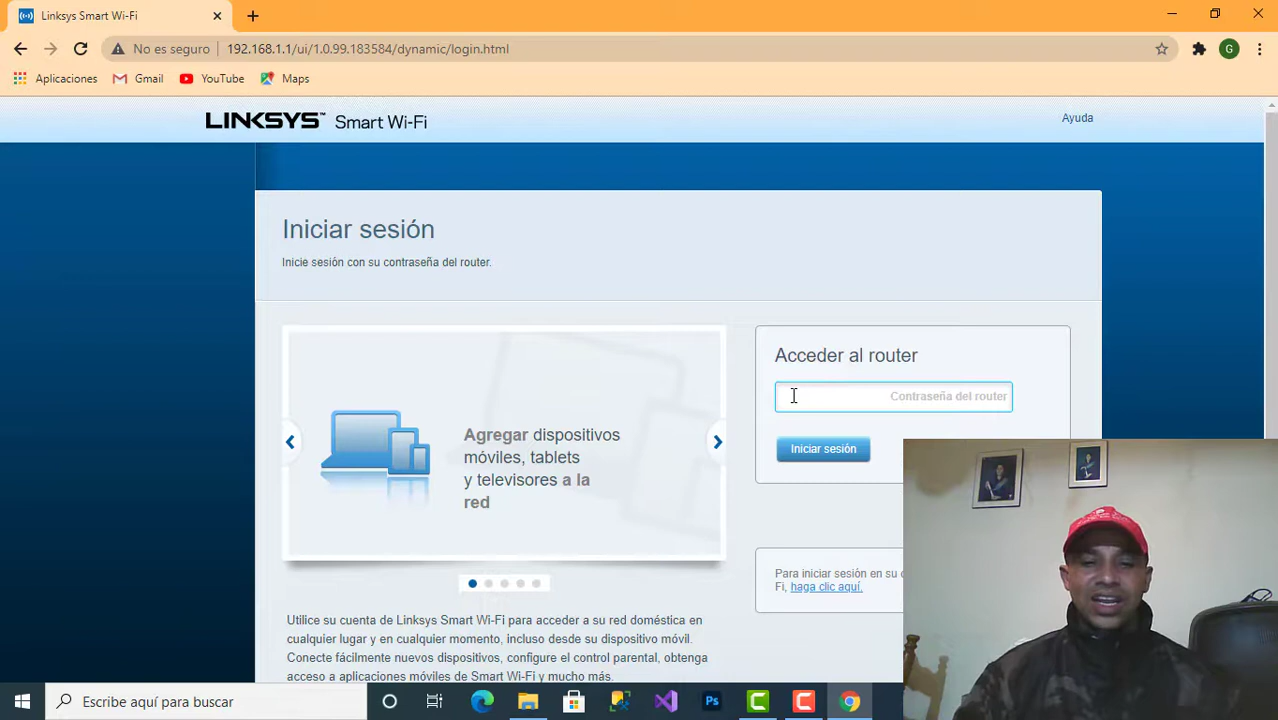 Linksys Smart Wi-Fi
No es seguro
192.168.1.1/ui/1.0.99.183584/dynamic/login.html
G
Aplicaciones
Gmail
YouTube
Maps
LINKSYS™ Smart Wi-Fi
Ayuda
Iniciar sesión
Inicie sesión con su contraseña del router.
Acceder al router
Contraseña del router
Iniciar sesión
Agregar dispositivos
móviles, tablets
y televisores a la
red
Para iniciar sesión en su
Fi, haga clic aquí.
Utilice su cuenta de Linksys Smart Wi-Fi para acceder a su red doméstica en
cualquier lugar y en cualquier momento, incluso desde su dispositivo móvil.
Conecte fácilmente nuevos dispositivos, configure el control parental, obtenga
acceso a aplicaciones móviles de Smart Wi-Fi y mucho más.
Escribe aquí para buscar
Ps